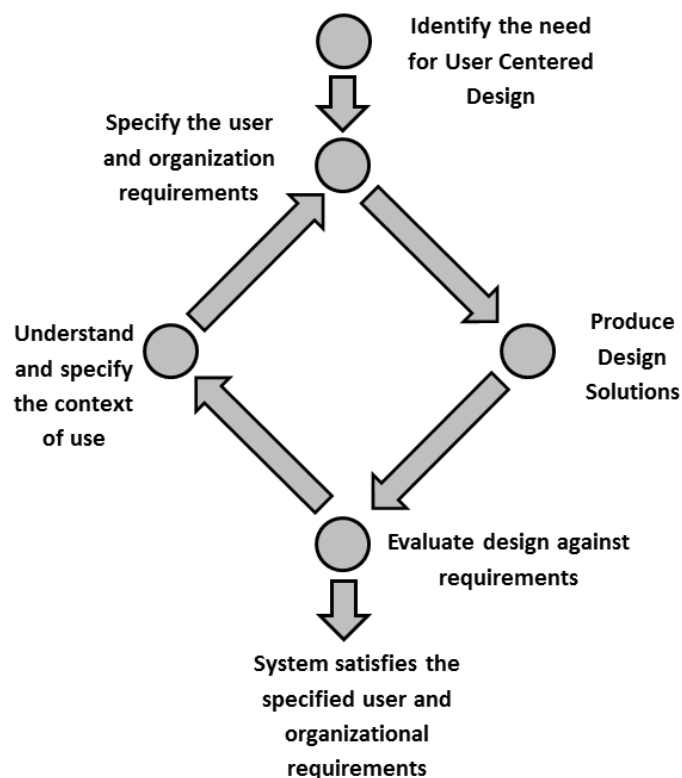 Identify the need
for User Centered
Design
Specify the user
and organization
requirements
Understand
and specify
the context
of use
Produce
Design
Solutions
Evaluate design against
requirements
System satisfies the
specified user and
organizational
requirements